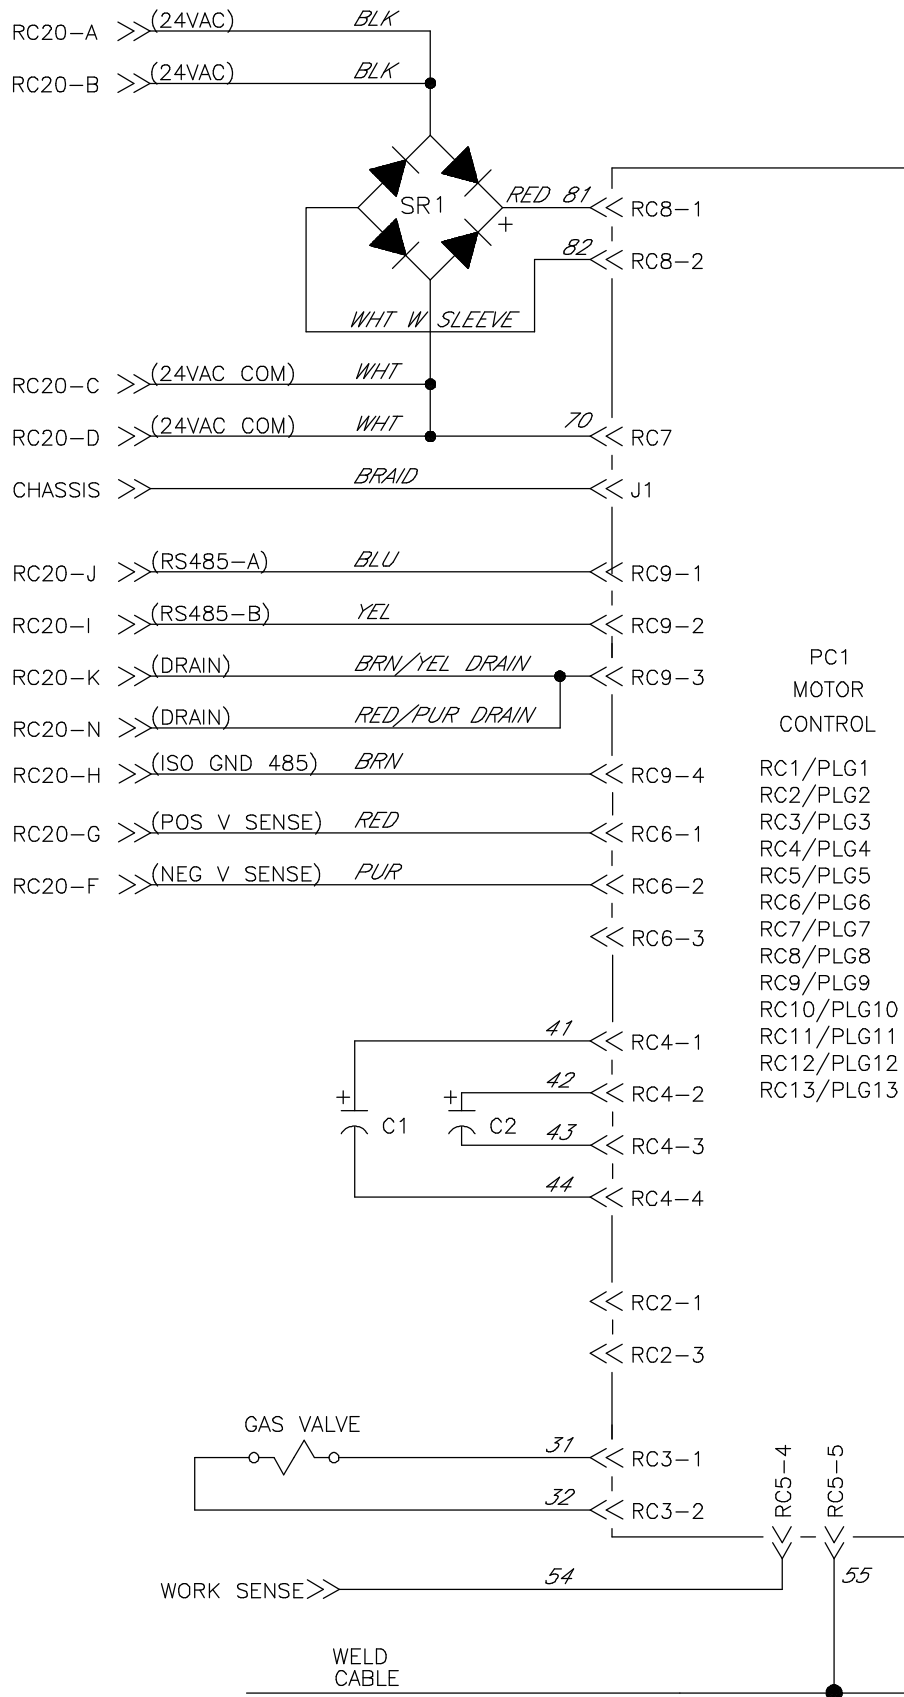 RC20-A (24VAC) BLK
RC20-B (24VAC) BLK
SR1
+
RED 81 RC8-1
82 RC8-2
WHT W SLEEVE
RC20-C (24VAC COM) WHT
RC20-D (24VAC COM) WHT 70 RC7
CHASSIS BRAID J1
RC20-J (RS485-A) BLU RC9-1
RC20-I (RS485-B) YEL RC9-2
RC20-K (DRAIN) BRN/YEL DRAIN RC9-3
RC20-N (DRAIN) RED/PUR DRAIN
RC20-H (ISO GND 485) BRN RC9-4
RC20-G (POS V SENSE) RED RC6-1
RC20-F (NEG V SENSE) PUR RC6-2
RC6-3
PC1
MOTOR
CONTROL
RC1/PLG1
RC2/PLG2
RC3/PLG3
RC4/PLG4
RC5/PLG5
RC6/PLG6
RC7/PLG7
RC8/PLG8
RC9/PLG9
RC10/PLG10
RC11/PLG11
RC12/PLG12
RC13/PLG13
41 RC4-1
42 RC4-2
+ C1
+ C2
43 RC4-3
44 RC4-4
RC2-1
RC2-3
GAS VALVE
31 RC3-1
32 RC3-2
RC5-4
RC5-5
WORK SENSE 54
55
WELD
CABLE